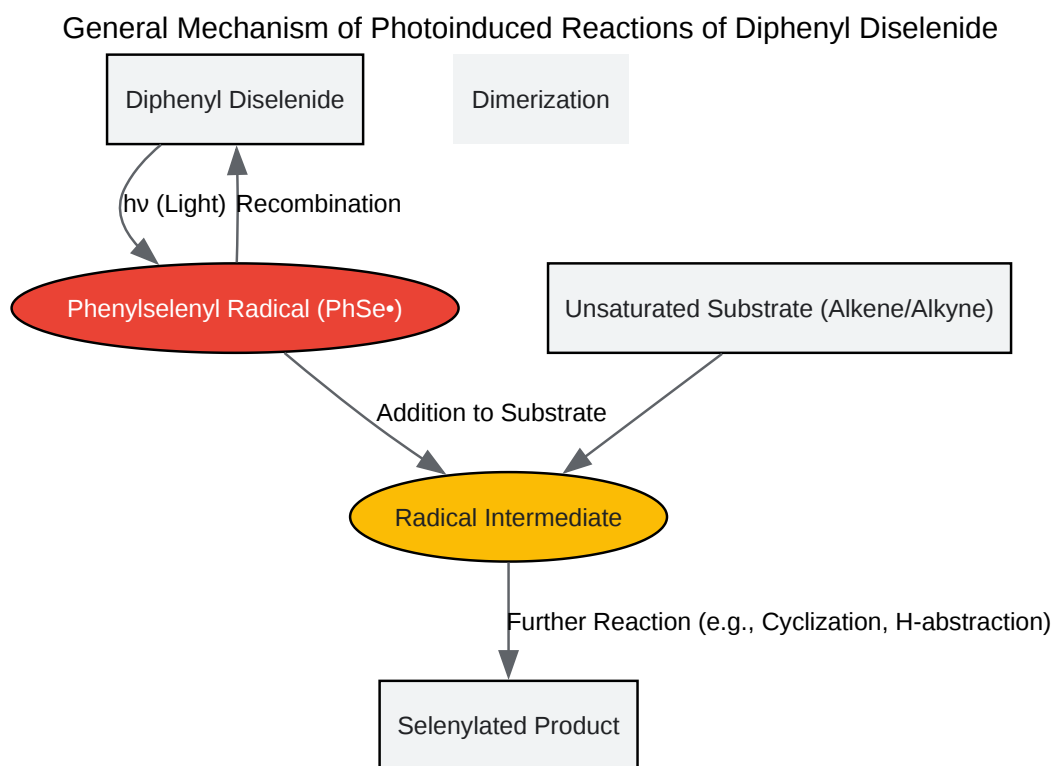 General Mechanism of Photoinduced Reactions of Diphenyl Diselenide
Diphenyl Diselenide
Dimerization
hν (Light)
Recombination
Phenylselenyl Radical (PhSe•)
Unsaturated Substrate (Alkene/Alkyne)
Addition to Substrate
Radical Intermediate
Further Reaction (e.g., Cyclization, H-abstraction)
Selenylated Product